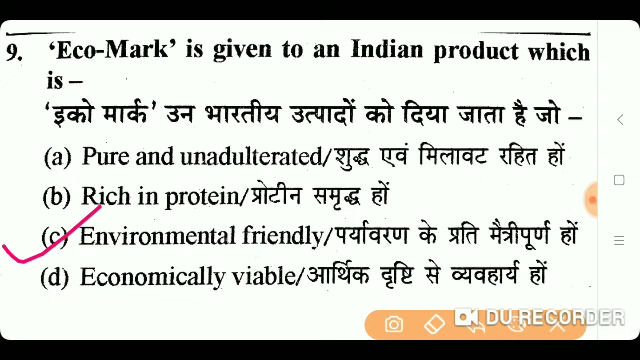 9. ‘Eco-Mark’ is given to an Indian product which
is –
‘इको मार्क’ उन भारतीय उत्पादों को दिया जाता है जो –
(a) Pure and unadulterated/शुद्ध एवं मिलावट रहित हों
(b) Rich in protein/प्रोटीन समृद्ध हों
(c) Environmental friendly/पर्यावरण के प्रति मैत्रीपूर्ण हों
(d) Economically viable/आर्थिक दृष्टि से व्यवहार्य हों
DU RECORDER